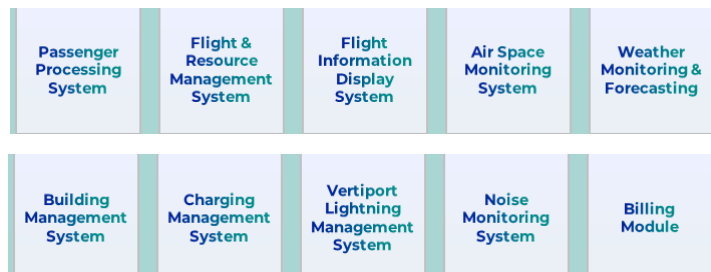 Passenger
Processing
System
Flight &
Resource
Management
System
Flight
Information
Display
System
Air Space
Monitoring
System
Weather
Monitoring &
Forecasting
Building
Management
System
Charging
Management
System
Vertiport
Lightning
Management
System
Noise
Monitoring
System
Billing
Module